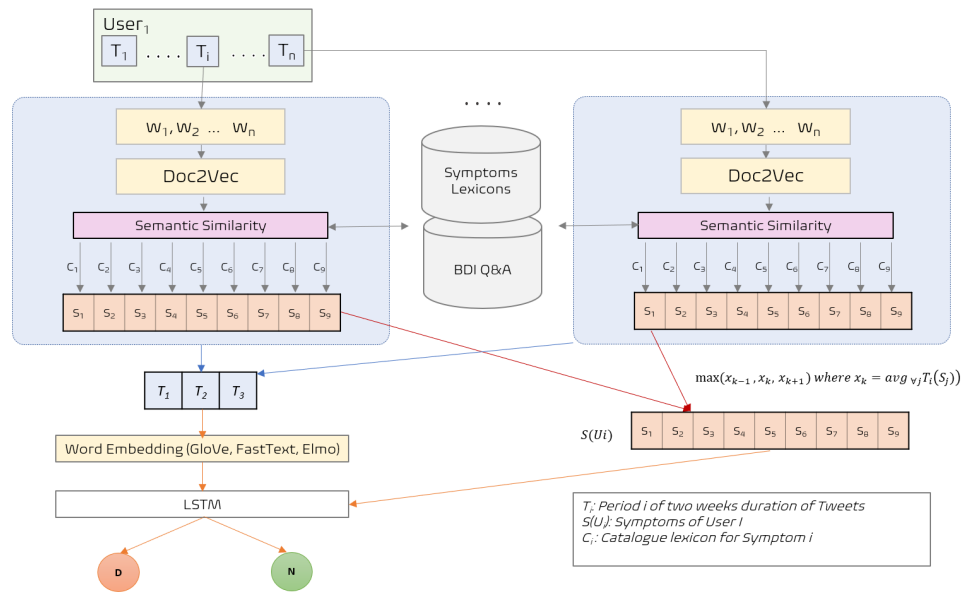 User₁
T₁ .... Tᵢ .... Tₙ
....
W₁, W₂ ... Wₙ
Doc2Vec
Semantic Similarity
C₁ C₂ C₃ C₄ C₅ C₆ C₇ C₈ C₉
S₁ S₂ S₃ S₄ S₅ S₆ S₇ S₈ S₉
Symptoms
Lexicons
BDI Q&A
W₁, W₂ ... Wₙ
Doc2Vec
Semantic Similarity
C₁ C₂ C₃ C₄ C₅ C₆ C₇ C₈ C₉
S₁ S₂ S₃ S₄ S₅ S₆ S₇ S₈ S₉
T₁ T₂ T₃
max(xₖ₋₁, xₖ, xₖ₊₁) where xₖ = avg ∀ⱼTᵢ(Sⱼ))
S(Ui)
S₁ S₂ S₃ S₄ S₅ S₆ S₇ S₈ S₉
Word Embedding (GloVe, FastText, Elmo)
LSTM
D
N
Tᵢ: Period i of two weeks duration of Tweets
S(Uᵢ): Symptoms of User I
Cᵢ: Catalogue lexicon for Symptom i